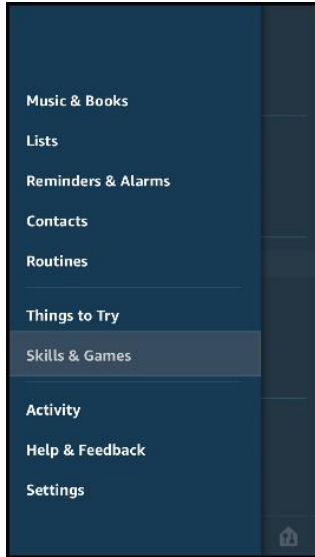 Music & Books
Lists
Reminders & Alarms
Contacts
Routines
Things to Try
Skills & Games
Activity
Help & Feedback
Settings